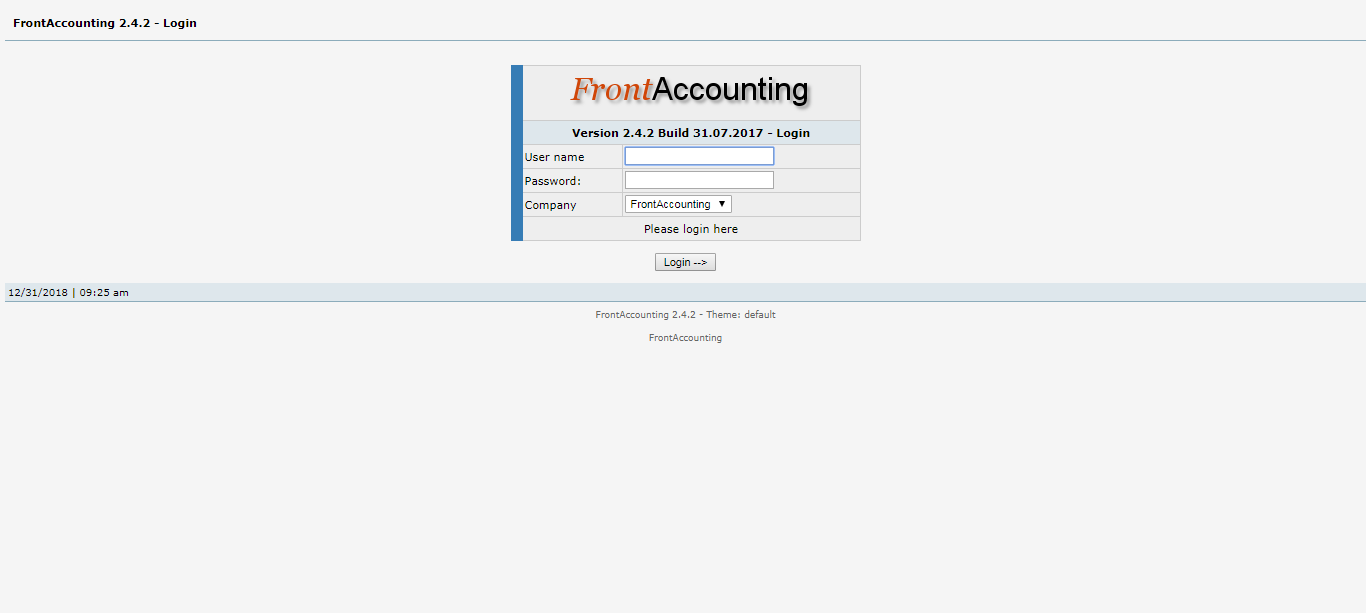 FrontAccounting 2.4.2 - Login
FrontAccounting
Version 2.4.2 Build 31.07.2017 - Login
User name
Password:
Company FrontAccounting ▼
Please login here
Login -->
12/31/2018 | 09:25 am
FrontAccounting 2.4.2 - Theme: default
FrontAccounting